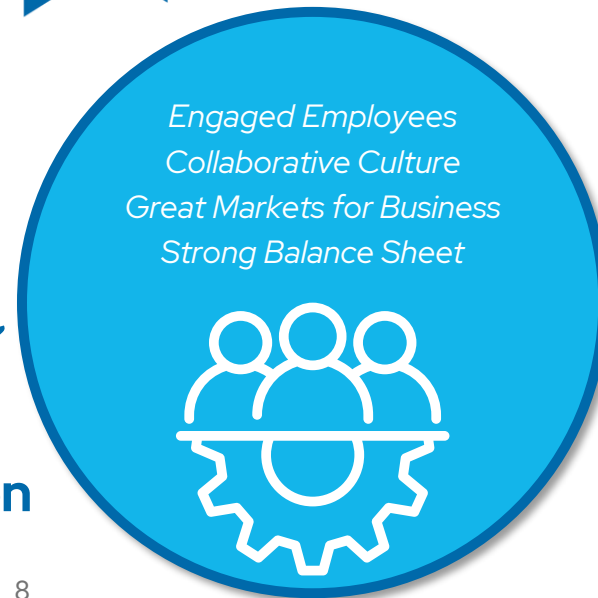 Engaged Employees
Collaborative Culture
Great Markets for Business
Strong Balance Sheet
n
8